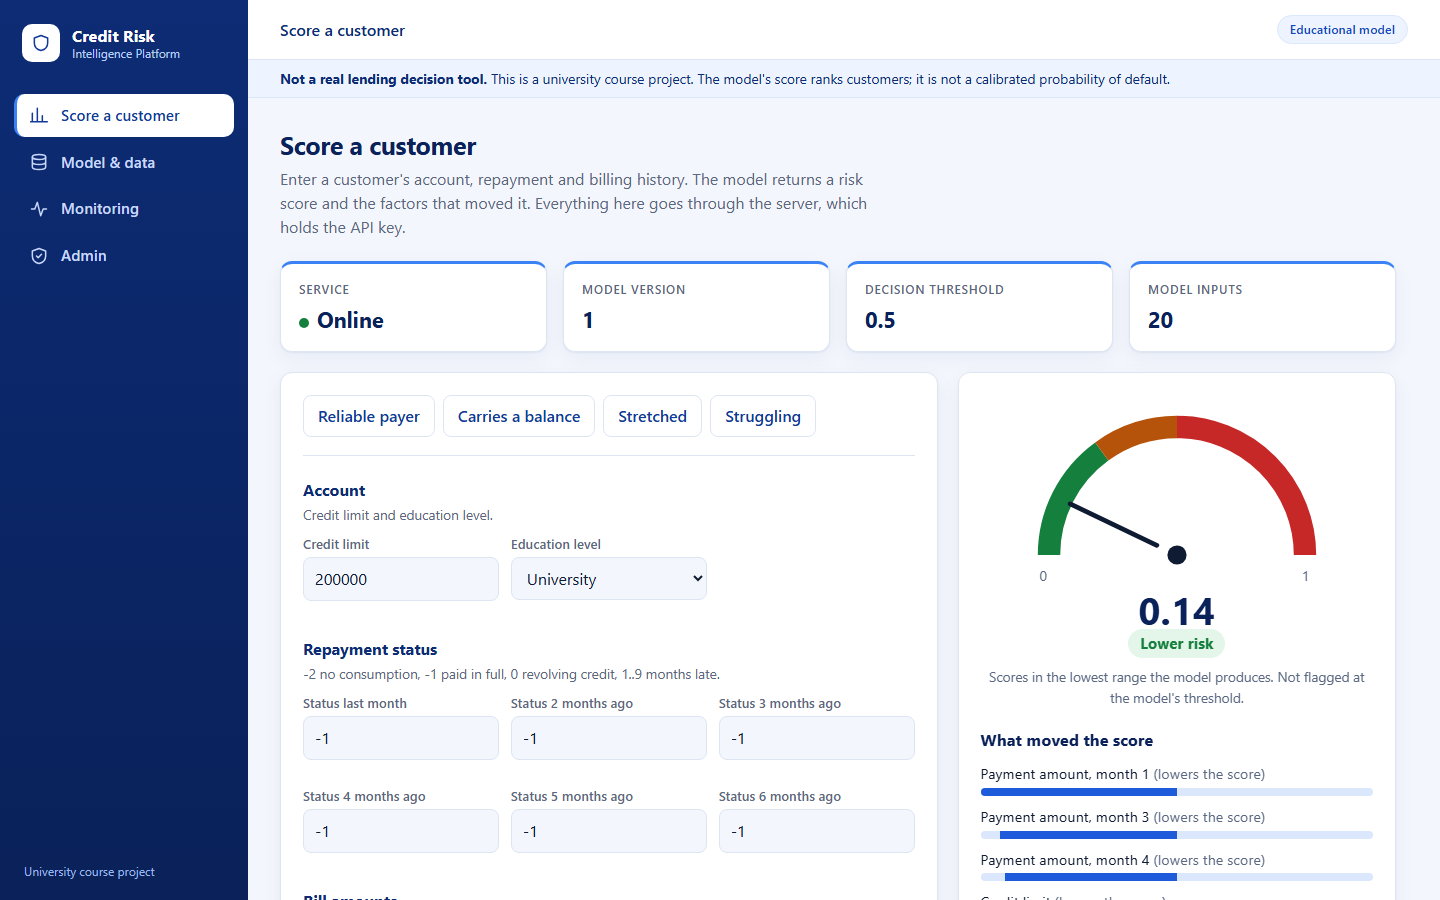 Credit Risk
Intelligence Platform
Score a customer
Model & data
Monitoring
Admin
University course project
Score a customer
Educational model
Not a real lending decision tool. This is a university course project. The model's score ranks customers; it is not a calibrated probability of default.
Score a customer
Enter a customer's account, repayment and billing history. The model returns a risk
score and the factors that moved it. Everything here goes through the server, which
holds the API key.
SERVICE
Online
MODEL VERSION
1
DECISION THRESHOLD
0.5
MODEL INPUTS
20
Reliable payer
Carries a balance
Stretched
Struggling
Account
Credit limit and education level.
Credit limit
Education level
200000
University
Repayment status
-2 no consumption, -1 paid in full, 0 revolving credit, 1..9 months late.
Status last month
Status 2 months ago
Status 3 months ago
-1
-1
-1
Status 4 months ago
Status 5 months ago
Status 6 months ago
-1
-1
-1
Bill amounts
0
1
0.14
Lower risk
Scores in the lowest range the model produces. Not flagged at
the model's threshold.
What moved the score
Payment amount, month 1 (lowers the score)
Payment amount, month 3 (lowers the score)
Payment amount, month 4 (lowers the score)
Credit limit (lowers the score)